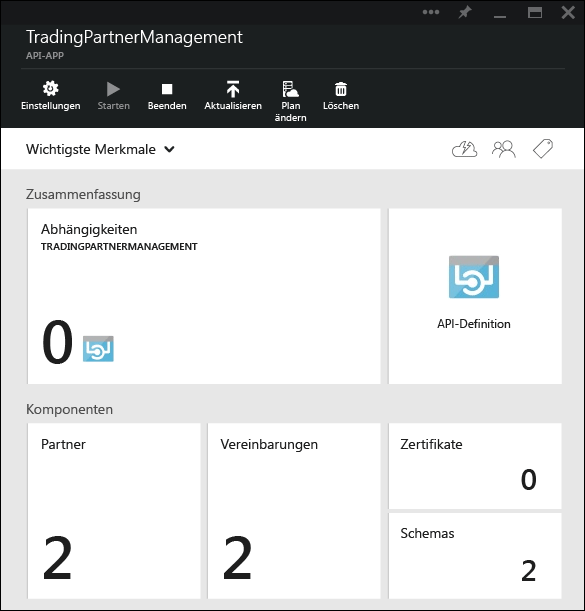 TradingPartnerManagement
API-APP
Einstellungen
Starten
Beenden
Aktualisieren
Plan
ändern
Löschen
Wichtigste Merkmale
Zusammenfassung
Abhängigkeiten
TRADINGPARTNERMANAGEMENT
0
API-Definition
Komponenten
Partner
2
Vereinbarungen
2
Zertifikate
0
Schemas
2